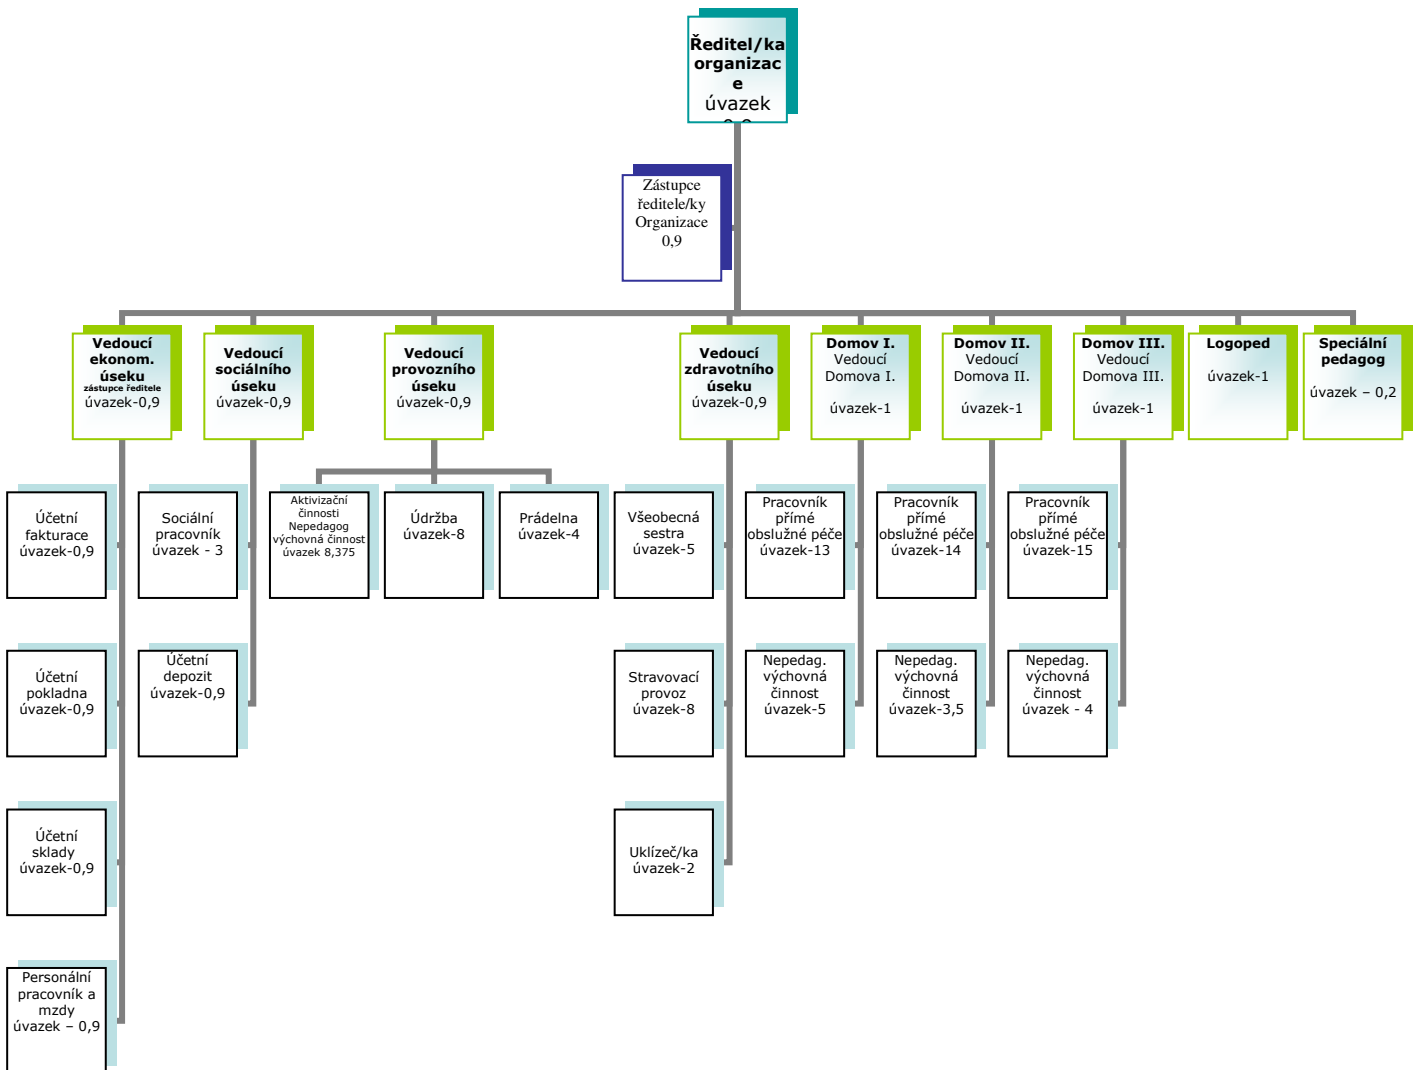 Ředitel/ka
organizac
e
úvazek
Zástupce
ředitele/ky
Organizace
0,9
Vedoucí
ekonom.
úseku
zástupce ředitele
úvazek-0,9
Vedoucí
sociálního
úseku
úvazek-0,9
Vedoucí
provozního
úseku
úvazek-0,9
Vedoucí
zdravotního
úseku
úvazek-0,9
Domov I.
Vedoucí
Domova I.
úvazek-1
Domov II.
Vedoucí
Domova II.
úvazek-1
Domov III.
Vedoucí
Domova III.
úvazek-1
Logoped
úvazek-1
Speciální
pedagog
úvazek – 0,2
Účetní
fakturace
úvazek-0,9
Sociální
pracovník
úvazek - 3
Aktivizační
činnosti
Nepedagog
výchovná činnost
úvazek 8,375
Údržba
úvazek-8
Prádelna
úvazek-4
Všeobecná
sestra
úvazek-5
Pracovník
přímé
obslužné péče
úvazek-13
Pracovník
přímé
obslužné péče
úvazek-14
Pracovník
přímé
obslužné péče
úvazek-15
Účetní
pokladna
úvazek-0,9
Účetní
depozit
úvazek-0,9
Stravovací
provoz
úvazek-8
Nepedag.
výchovná
činnost
úvazek-5
Nepedag.
výchovná
činnost
úvazek-3,5
Nepedag.
výchovná
činnost
úvazek - 4
Účetní
sklady
úvazek-0,9
Uklízeč/ka
úvazek-2
Personální
pracovník a
mzdy
úvazek – 0,9